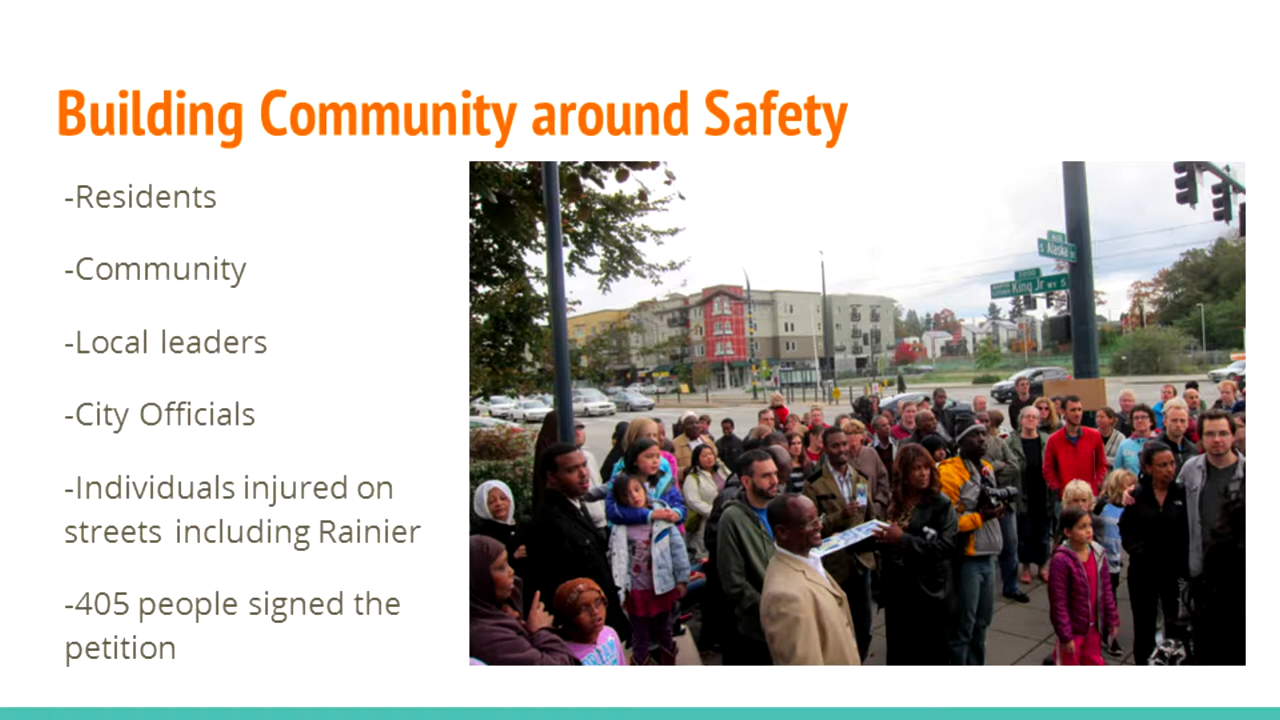 Building Community around Safety
-Residents
-Community
-Local leaders
-City Officials
-Individuals injured on
streets including Rainier
-405 people signed the
petition
S Alaska
King Jr WY S